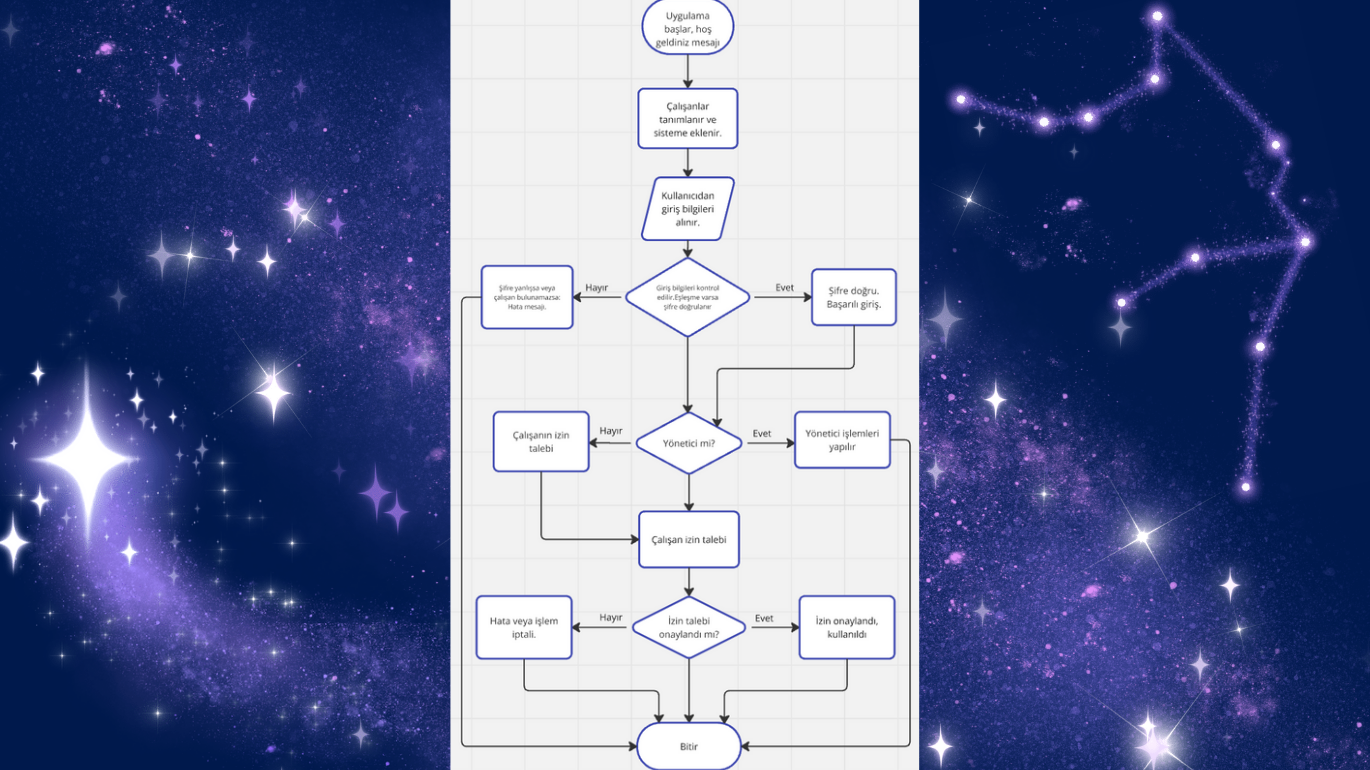 Uygulama
başlar, hoş
geldiniz mesajı
Çalışanlar
tanımlanır ve
sisteme eklenir.
Kullanıcıdan
giriş bilgileri
alınır.
Şifre yanlışsa veya
çalışan bulunamazsa:
Hata mesajı.
Hayır
Giriş bilgileri kontrol
edilir.Eşleşme varsa
şifre doğrulanır
Evet
Şifre doğru.
Başarılı giriş.
Çalışanın izin
talebi
Hayır
Yönetici mi?
Evet
Yönetici işlemleri
yapılır
Çalışan izin talebi
Hata veya işlem
iptali.
Hayır
İzin talebi
onaylandı mı?
Evet
İzin onaylandı,
kullanıldı
Bitir